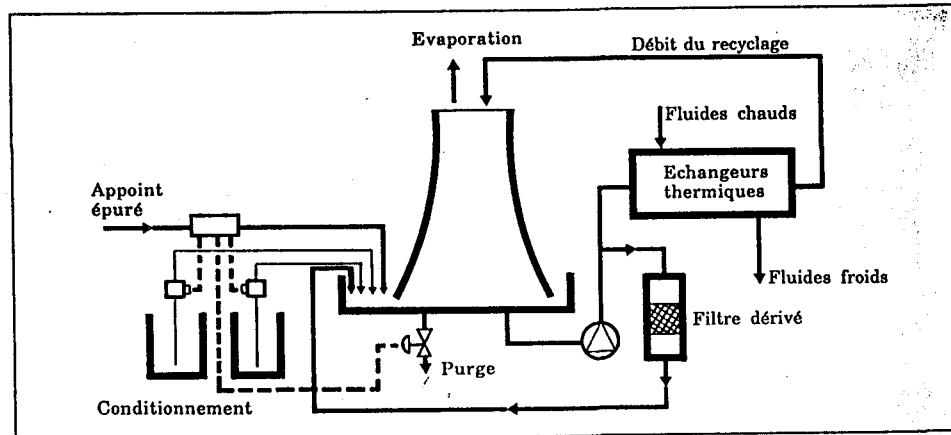 Evaporation
Débit du recyclage
Fluides chauds
Echangeurs
thermiques
Appoint
épuré
Fluides froids
Filtre dérivé
Purge
Conditionnement